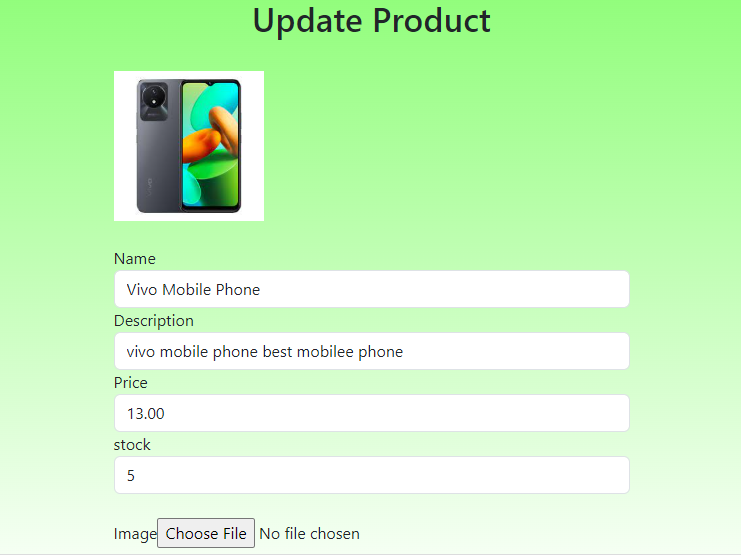 Update Product
Name
Vivo Mobile Phone
Description
vivo mobile phone best mobilee phone
Price
13.00
stock
5
Image Choose File No file chosen